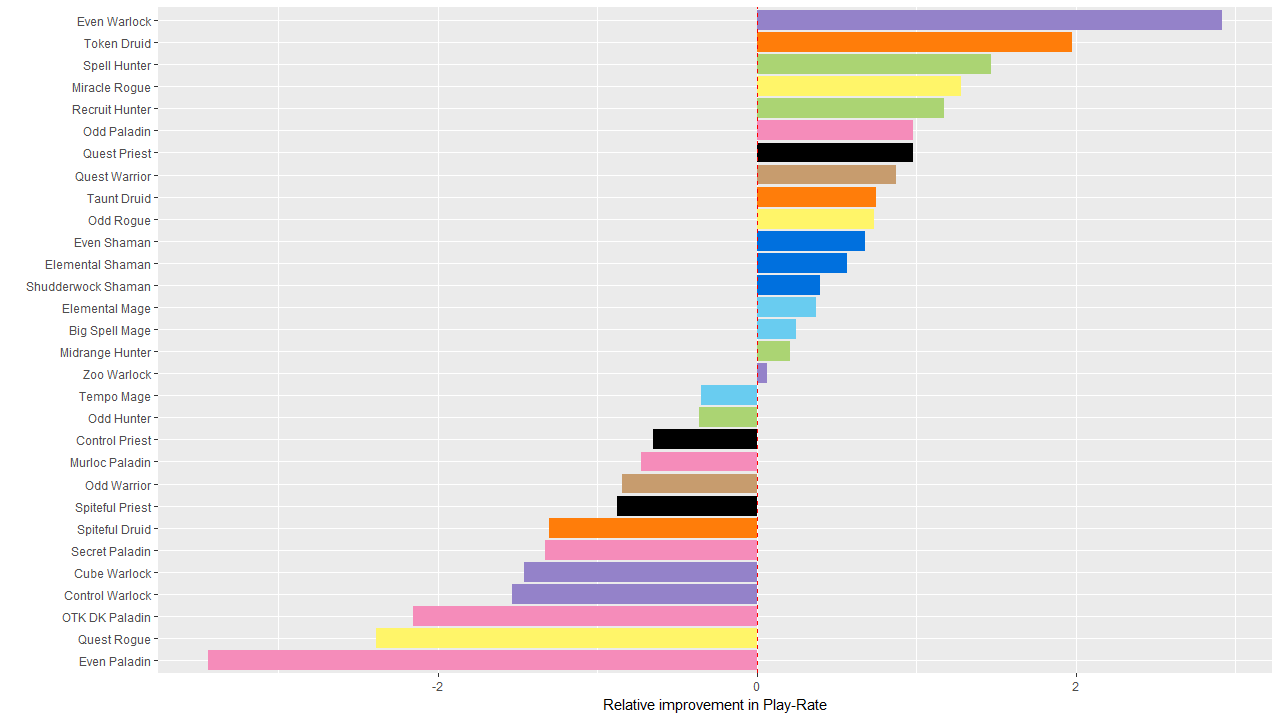 Even Warlock
Token Druid
Spell Hunter
Miracle Rogue
Recruit Hunter
Odd Paladin
Quest Priest
Quest Warrior
Taunt Druid
Odd Rogue
Even Shaman
Elemental Shaman
Shudderwock Shaman
Elemental Mage
Big Spell Mage
Midrange Hunter
Zoo Warlock
Tempo Mage
Odd Hunter
Control Priest
Murloc Paladin
Odd Warrior
Spiteful Priest
Spiteful Druid
Secret Paladin
Cube Warlock
Control Warlock
OTK DK Paladin
Quest Rogue
Even Paladin
-2 0 2
Relative improvement in Play-Rate